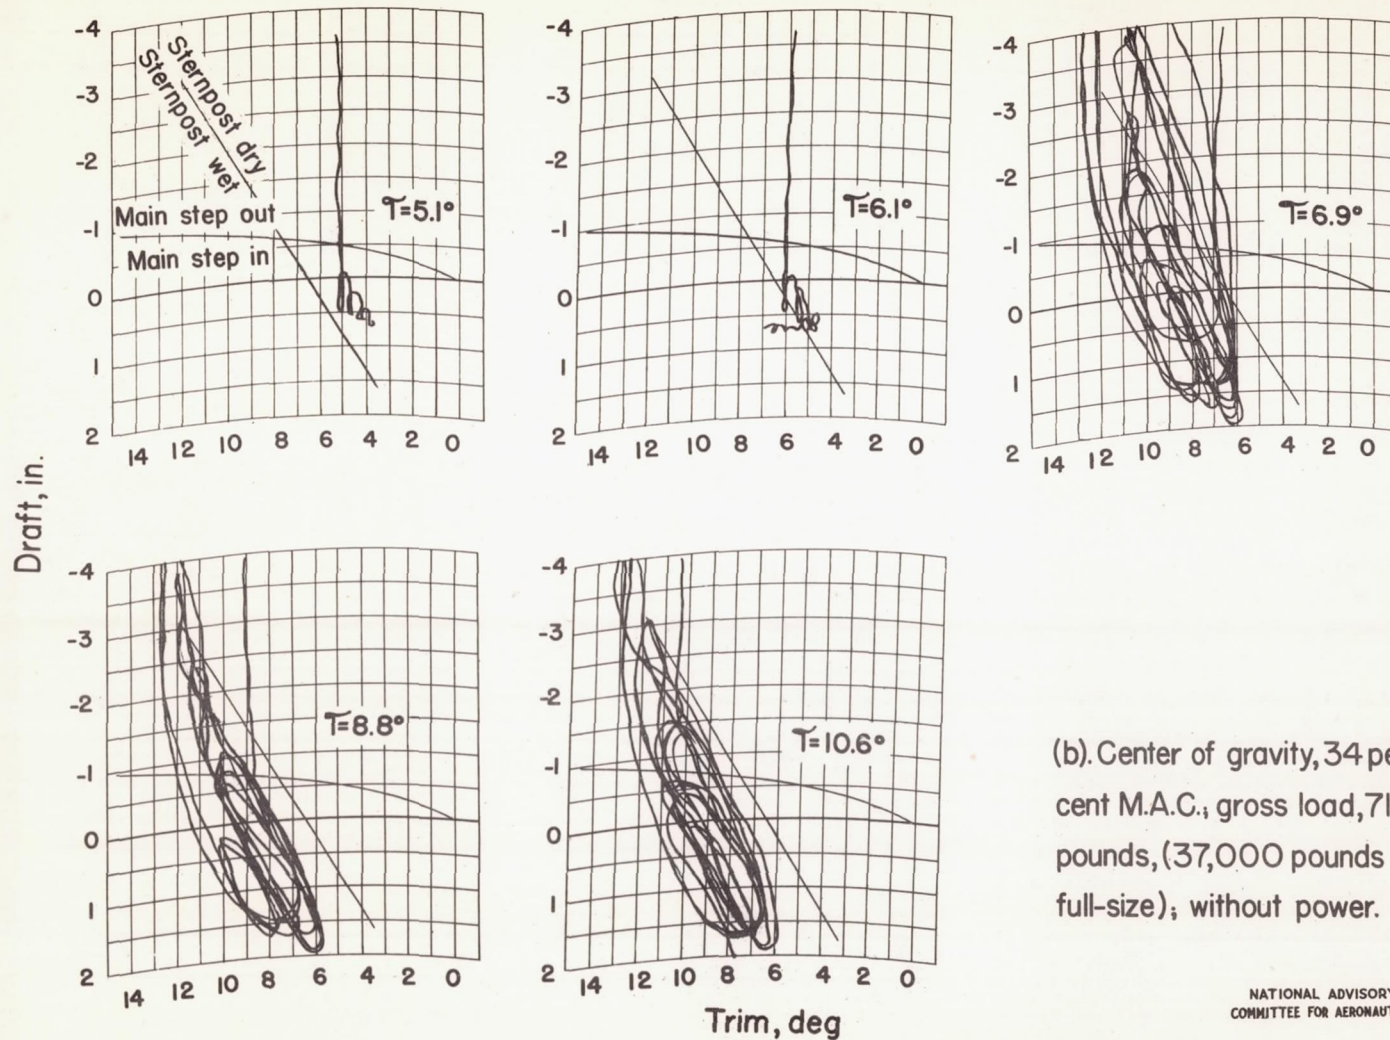 -4
-3
-2
-1
0
1
2
14 12 10 8 6 4 2 0
Sternpost dry
Sternpost wet
Main step out
Main step in
τ=5.1°
-4
-3
-2
-1
0
1
2
14 12 10 8 6 4 2 0
τ=6.1°
-4
-3
-2
-1
0
1
2
14 12 10 8 6 4 2 0
τ=6.9°
Draft, in.
-4
-3
-2
-1
0
1
2
14 12 10 8 6 4 2 0
τ=8.8°
-4
-3
-2
-1
0
1
2
14 12 10 8 6 4 2 0
τ=10.6°
Trim, deg
(b). Center of gravity, 34 pe
cent M.A.C.; gross load, 71
pounds, (37,000 pounds
full-size); without power.
NATIONAL ADVISORY
COMMITTEE FOR AERONAUT